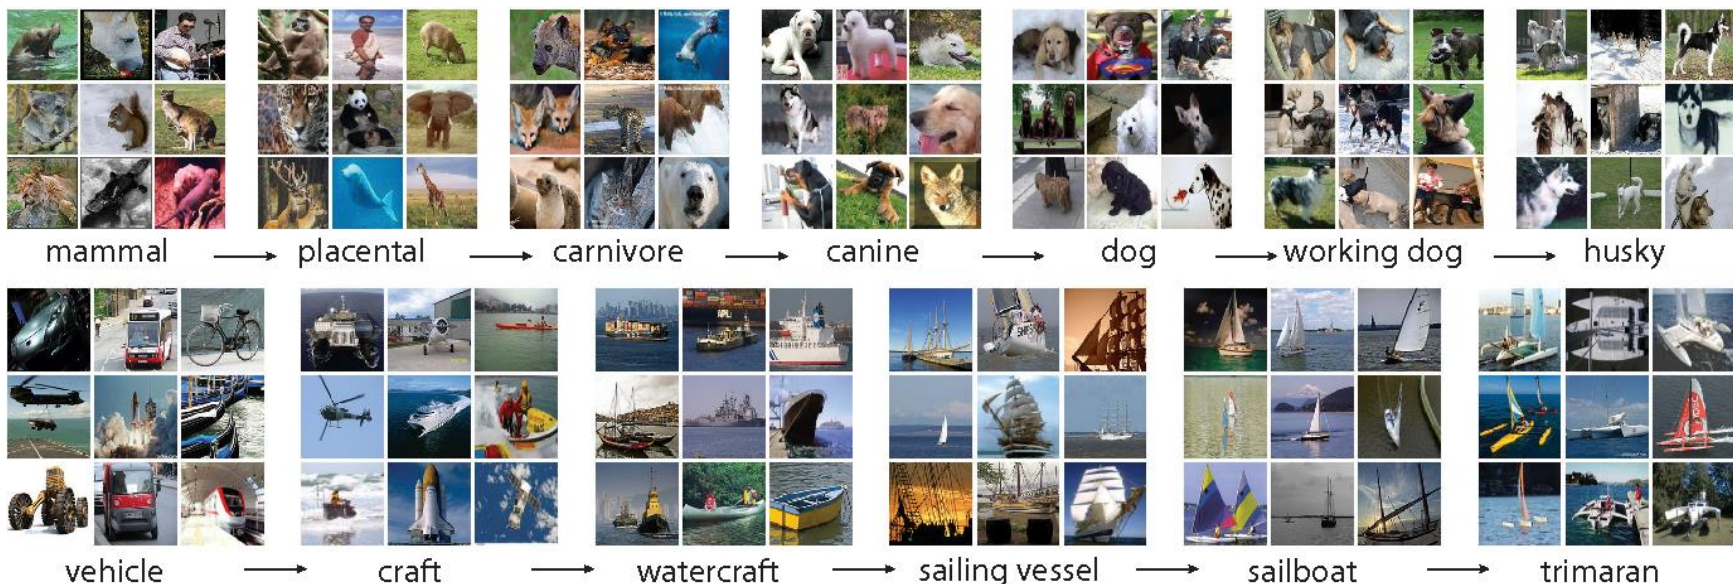 mammal → placental → carnivore → canine → dog → working dog → husky
vehicle → craft → watercraft → sailing vessel → sailboat → trimaran